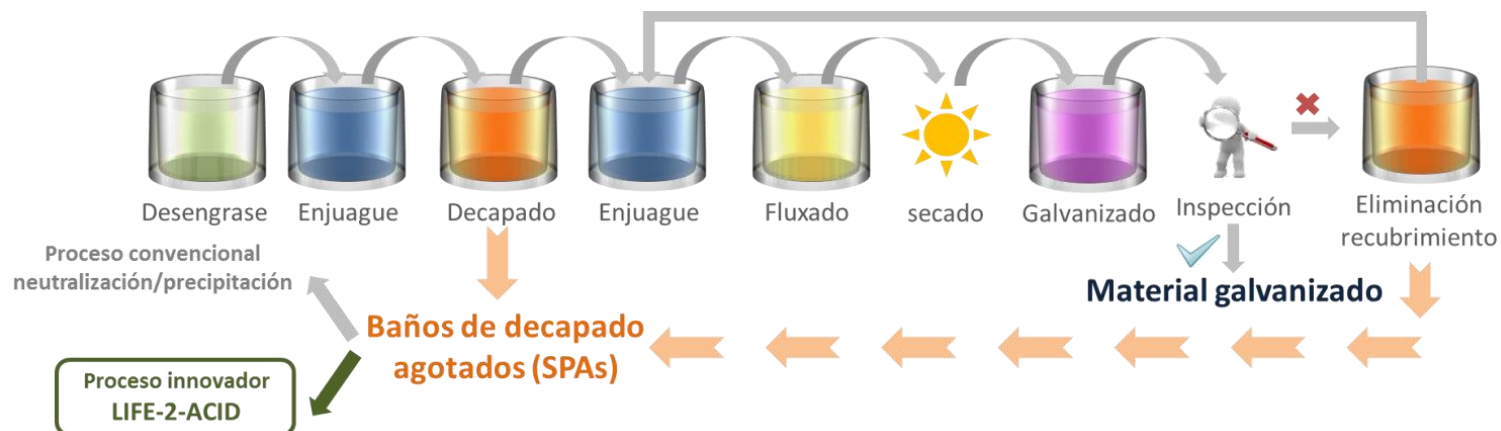 Desengrase
Enjuague
Decapado
Enjuague
Fluxado
secado
Galvanizado
Inspección
Eliminación
recubrimiento
Proceso convencional
neutralización/precipitación
Material galvanizado
Baños de decapado
agotados (SPAs)
Proceso innovador
LIFE-2-ACID